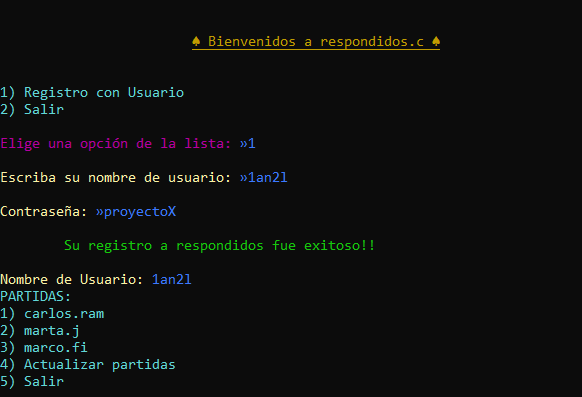 ♠ Bienvenidos a respondidos.c ♠
1) Registro con Usuario
2) Salir
Elige una opción de la lista: »1
Escriba su nombre de usuario: »1an2l
Contraseña: »proyectoX
Su registro a respondidos fue exitoso!!
Nombre de Usuario: 1an2l
PARTIDAS:
1) carlos.ram
2) marta.j
3) marco.fi
4) Actualizar partidas
5) Salir